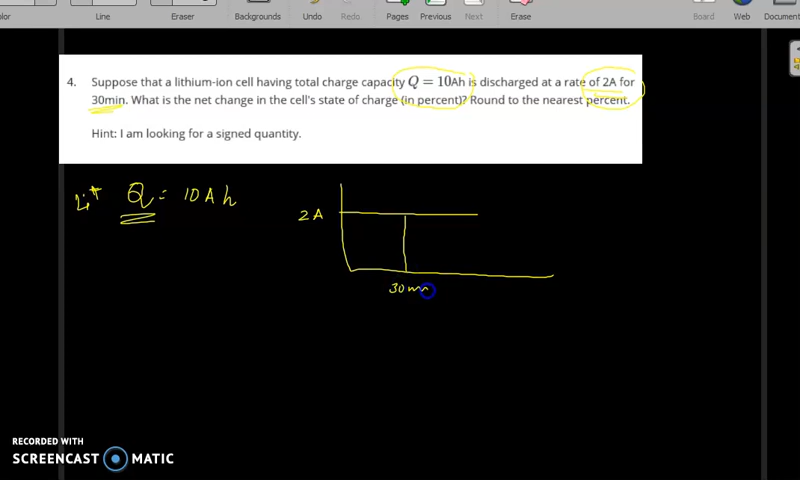 olor Line Eraser Backgrounds Undo Redo Pages Previous Next Erase Board Web Document
4. Suppose that a lithium-ion cell having total charge capacity Q = 10Ah is discharged at a rate of 2A for
30min. What is the net change in the cell's state of charge (in percent)? Round to the nearest percent.
Hint: I am looking for a signed quantity.
Li+ Q = 10 A h
2 A
30 min
RECORDED WITH
SCREENCAST MATIC